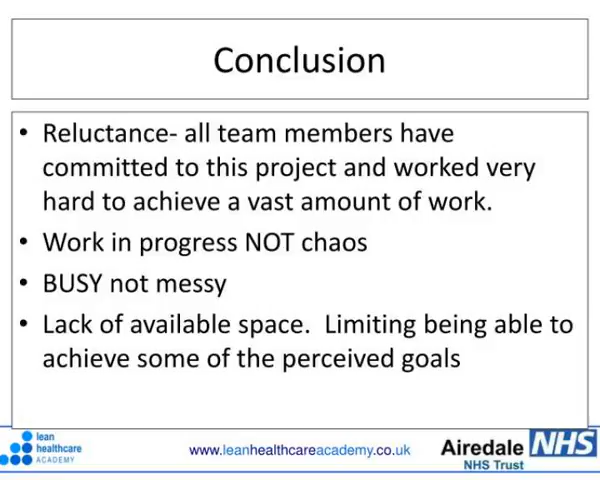 Conclusion
• Reluctance- all team members have
committed to this project and worked very
hard to achieve a vast amount of work.
• Work in progress NOT chaos
• BUSY not messy
• Lack of available space.  Limiting being able to
achieve some of the perceived goals
lean
healthcare
ACADEMY
www.leanhealthcareacademy.co.uk
Airedale NHS
NHS Trust